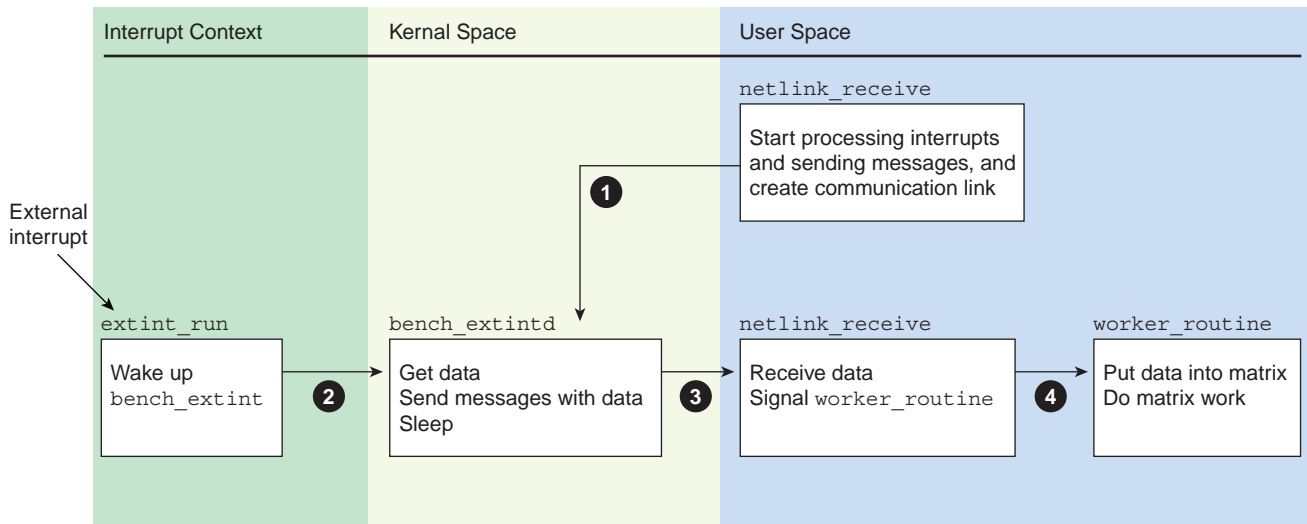 Interrupt Context
Kernal Space
User Space
netlink_receive
Start processing interrupts
and sending messages, and
create communication link
1
External
interrupt
extint_run
Wake up
bench_extint
2
bench_extintd
Get data
Send messages with data
Sleep
3
netlink_receive
Receive data
Signal worker_routine
4
worker_routine
Put data into matrix
Do matrix work